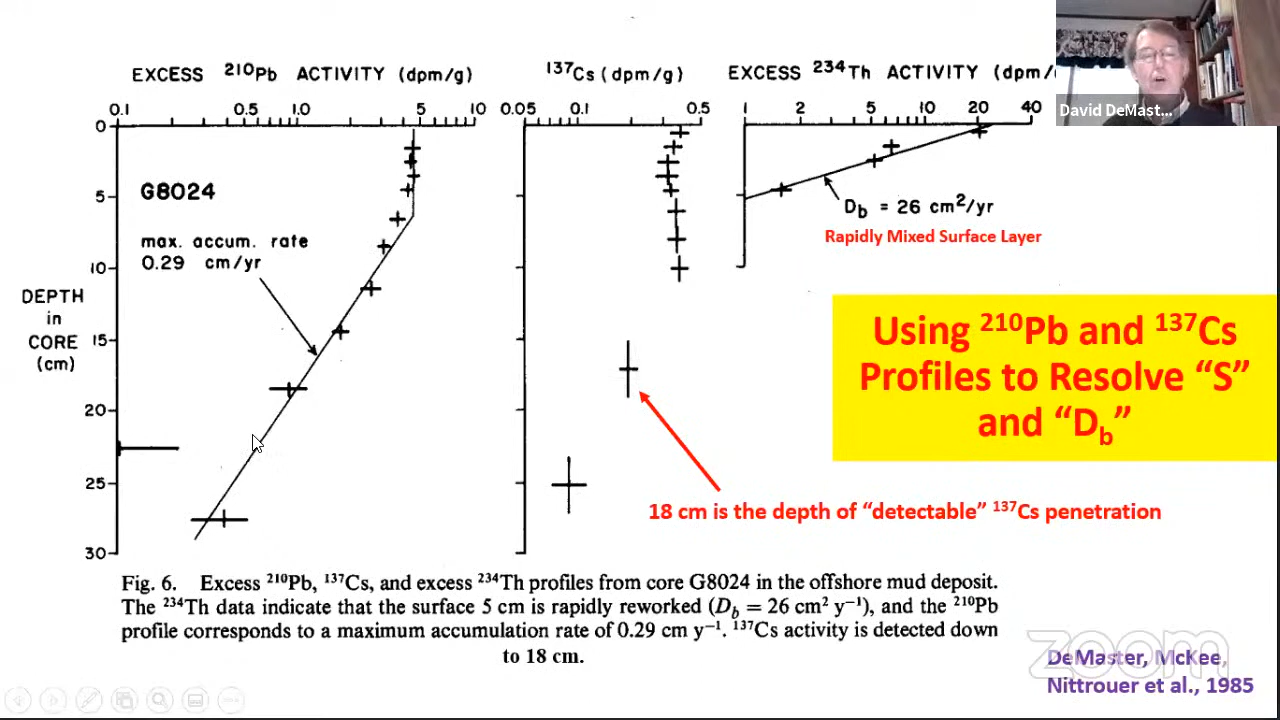 EXCESS 210Pb ACTIVITY (dpm/g)
137Cs (dpm/g)
EXCESS 234Th ACTIVITY (dpm/
David DeMast...
0.1 0.5 1.0 5 10
0.05 0.1 0.5
1 2 5 10 20 40
0
5
10
15
20
25
30
DEPTH
in
CORE
(cm)
G8024
max. accum. rate
0.29 cm/yr
Db = 26 cm2/yr
Rapidly Mixed Surface Layer
Using 210Pb and 137Cs
Profiles to Resolve “S”
and “Db”
18 cm is the depth of “detectable” 137Cs penetration
Fig. 6. Excess 210Pb, 137Cs, and excess 234Th profiles from core G8024 in the offshore mud deposit.
The 234Th data indicate that the surface 5 cm is rapidly reworked (Db = 26 cm2 y−1), and the 210Pb
profile corresponds to a maximum accumulation rate of 0.29 cm y−1. 137Cs activity is detected down
to 18 cm.
zoom
DeMaster, McKee,
Nittrouer et al., 1985